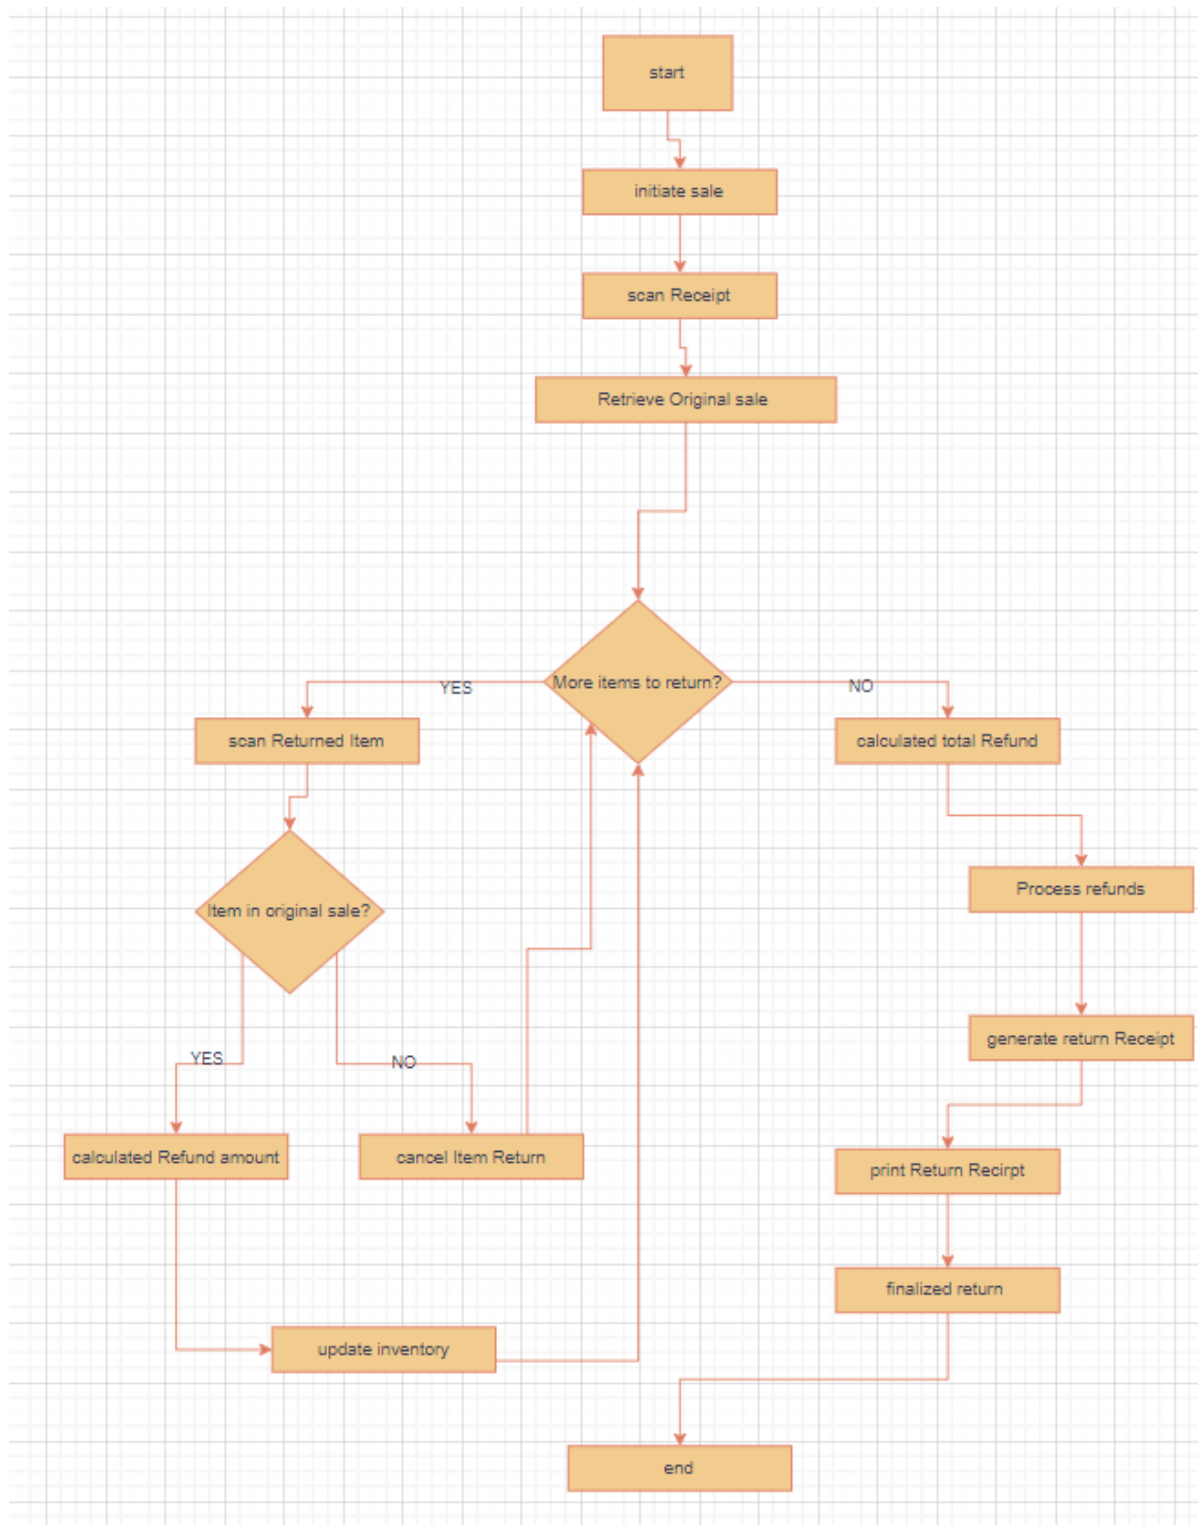 start
initiate sale
scan Receipt
Retrieve Original sale
More items to return?
YES
NO
scan Returned Item
calculated total Refund
Item in original sale?
Process refunds
YES
NO
generate return Receipt
calculated Refund amount
cancel Item Return
print Return Recirpt
finalized return
update inventory
end